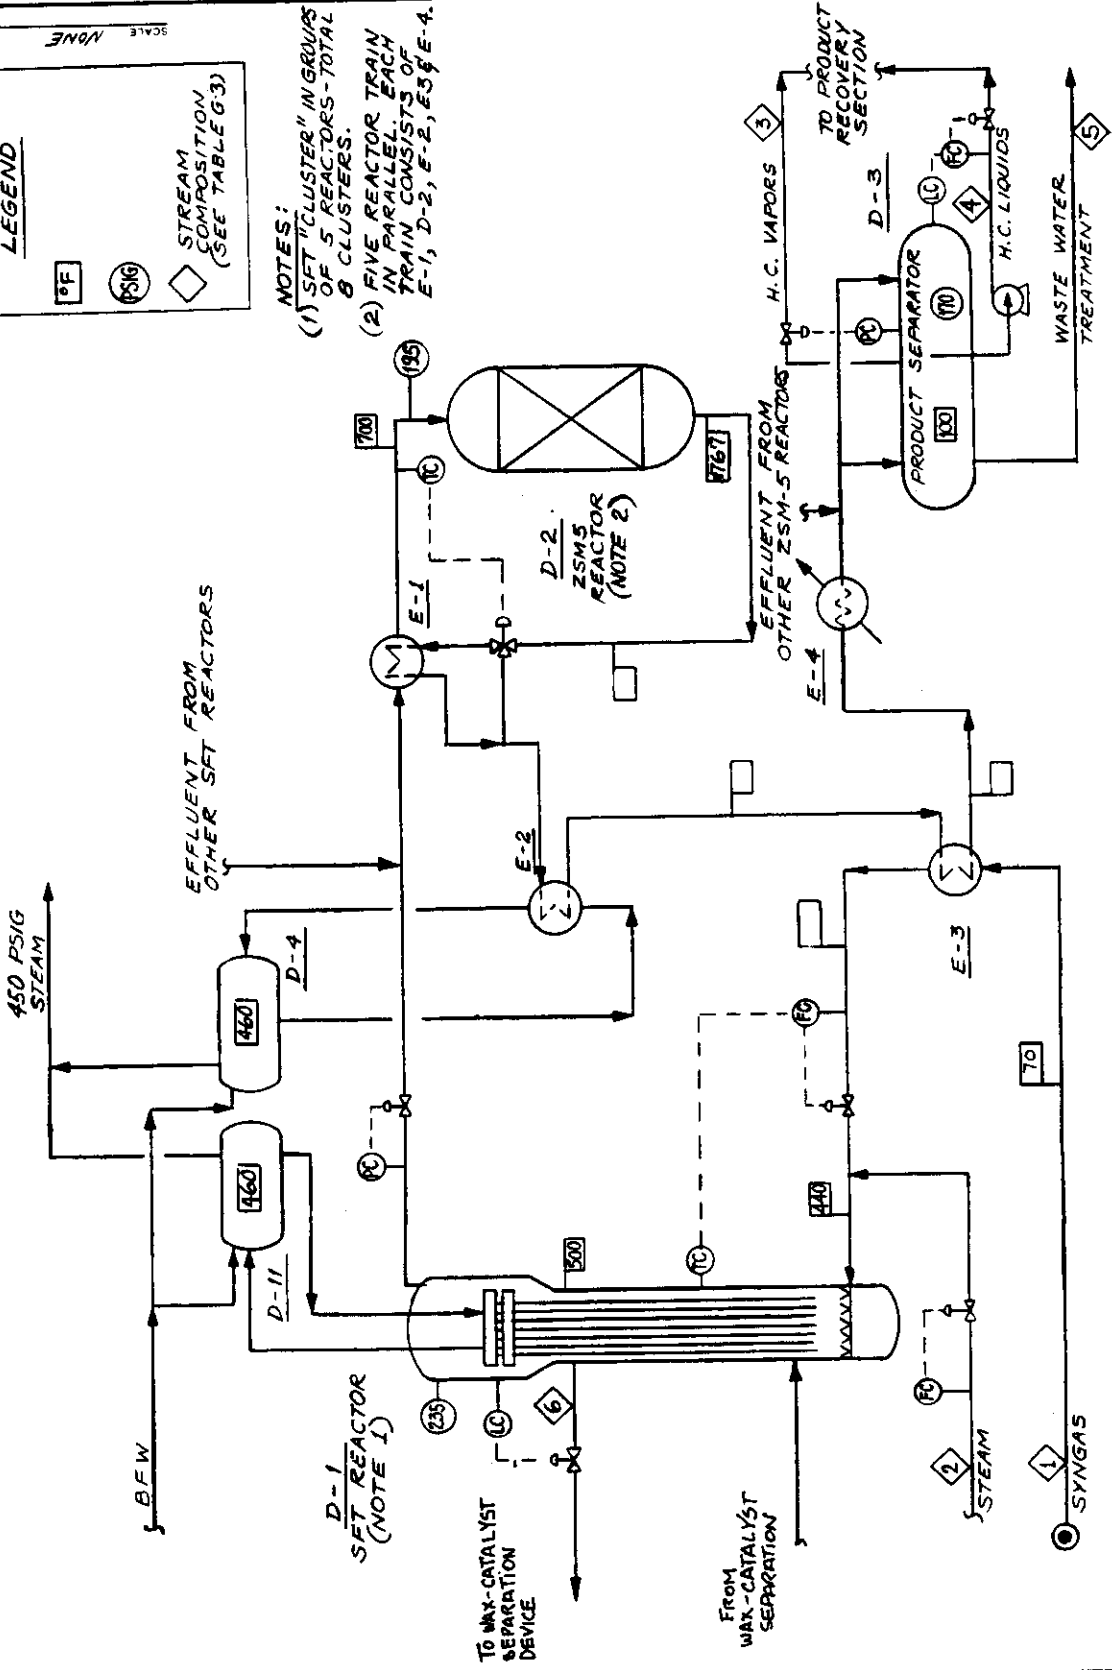 SCALE NONE
LEGEND
°F
PSIG
STREAM
COMPOSITION
(SEE TABLE G-3)
NOTES:
(1) SFT "CLUSTER" IN GROUPS
OF 5 REACTORS-TOTAL
8 CLUSTERS.
(2) FIVE REACTOR TRAIN
IN PARALLEL. EACH
TRAIN CONSISTS OF
E-1, D-2, E-2, E3 & E-4.
450 PSIG
STEAM
BFW
460
460
D-4
D-11
EFFLUENT FROM
OTHER SFT REACTORS
D-1
SFT REACTOR
(NOTE 1)
235
LC
PC
6
500
TC
440
FC
TO WAX-CATALYST
SEPARATION
DEVICE
FROM
WAX-CATALYST
SEPARATION
FC
2
STEAM
1
SYNGAS
70
E-3
E-2
E-1
TC
700
195
D-2
ZSM5
REACTOR
(NOTE 2)
767
EFFLUENT FROM
OTHER ZSM-5 REACTORS
E-4
PRODUCT SEPARATOR
100
170
D-3
PC
LC
FC
H.C. VAPORS
3
TO PRODUCT
RECOVERY
SECTION
4
H.C. LIQUIDS
WASTE WATER
TREATMENT
5